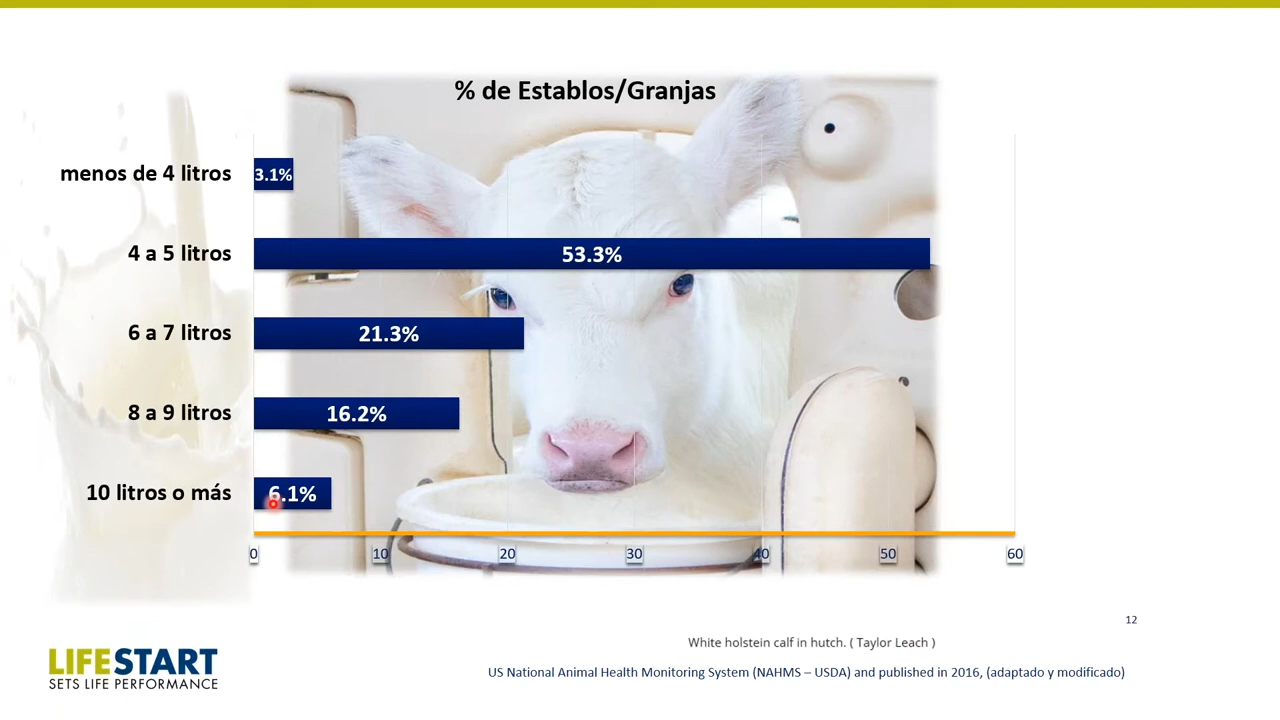 % de Establos/Granjas
menos de 4 litros
3.1%
4 a 5 litros
53.3%
6 a 7 litros
21.3%
8 a 9 litros
16.2%
10 litros o más
6.1%
0 10 20 30 40 50 60
12
White holstein calf in hutch. ( Taylor Leach )
LIFESTART
SETS LIFE PERFORMANCE
US National Animal Health Monitoring System (NAHMS – USDA) and published in 2016, (adaptado y modificado)